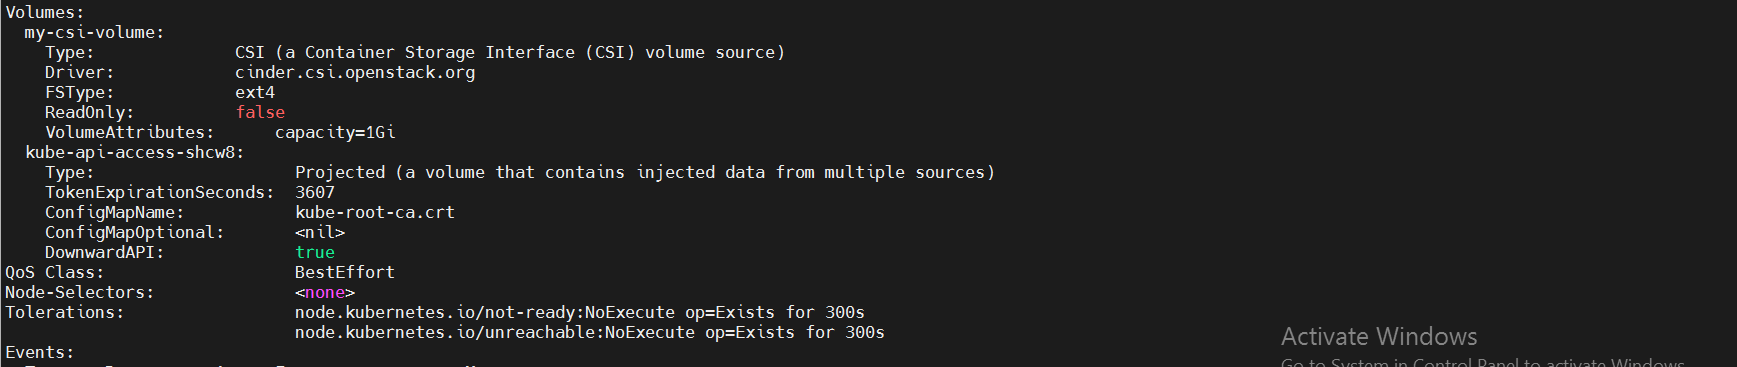 Volumes:
my-csi-volume:
Type: CSI (a Container Storage Interface (CSI) volume source)
Driver: cinder.csi.openstack.org
FSType: ext4
ReadOnly: false
VolumeAttributes: capacity=1Gi
kube-api-access-shcw8:
Type: Projected (a volume that contains injected data from multiple sources)
TokenExpirationSeconds: 3607
ConfigMapName: kube-root-ca.crt
ConfigMapOptional: <nil>
DownwardAPI: true
QoS Class: BestEffort
Node-Selectors: <none>
Tolerations: node.kubernetes.io/not-ready:NoExecute op=Exists for 300s
node.kubernetes.io/unreachable:NoExecute op=Exists for 300s
Events:
Activate Windows
Go to System in Control Panel to activate Windows